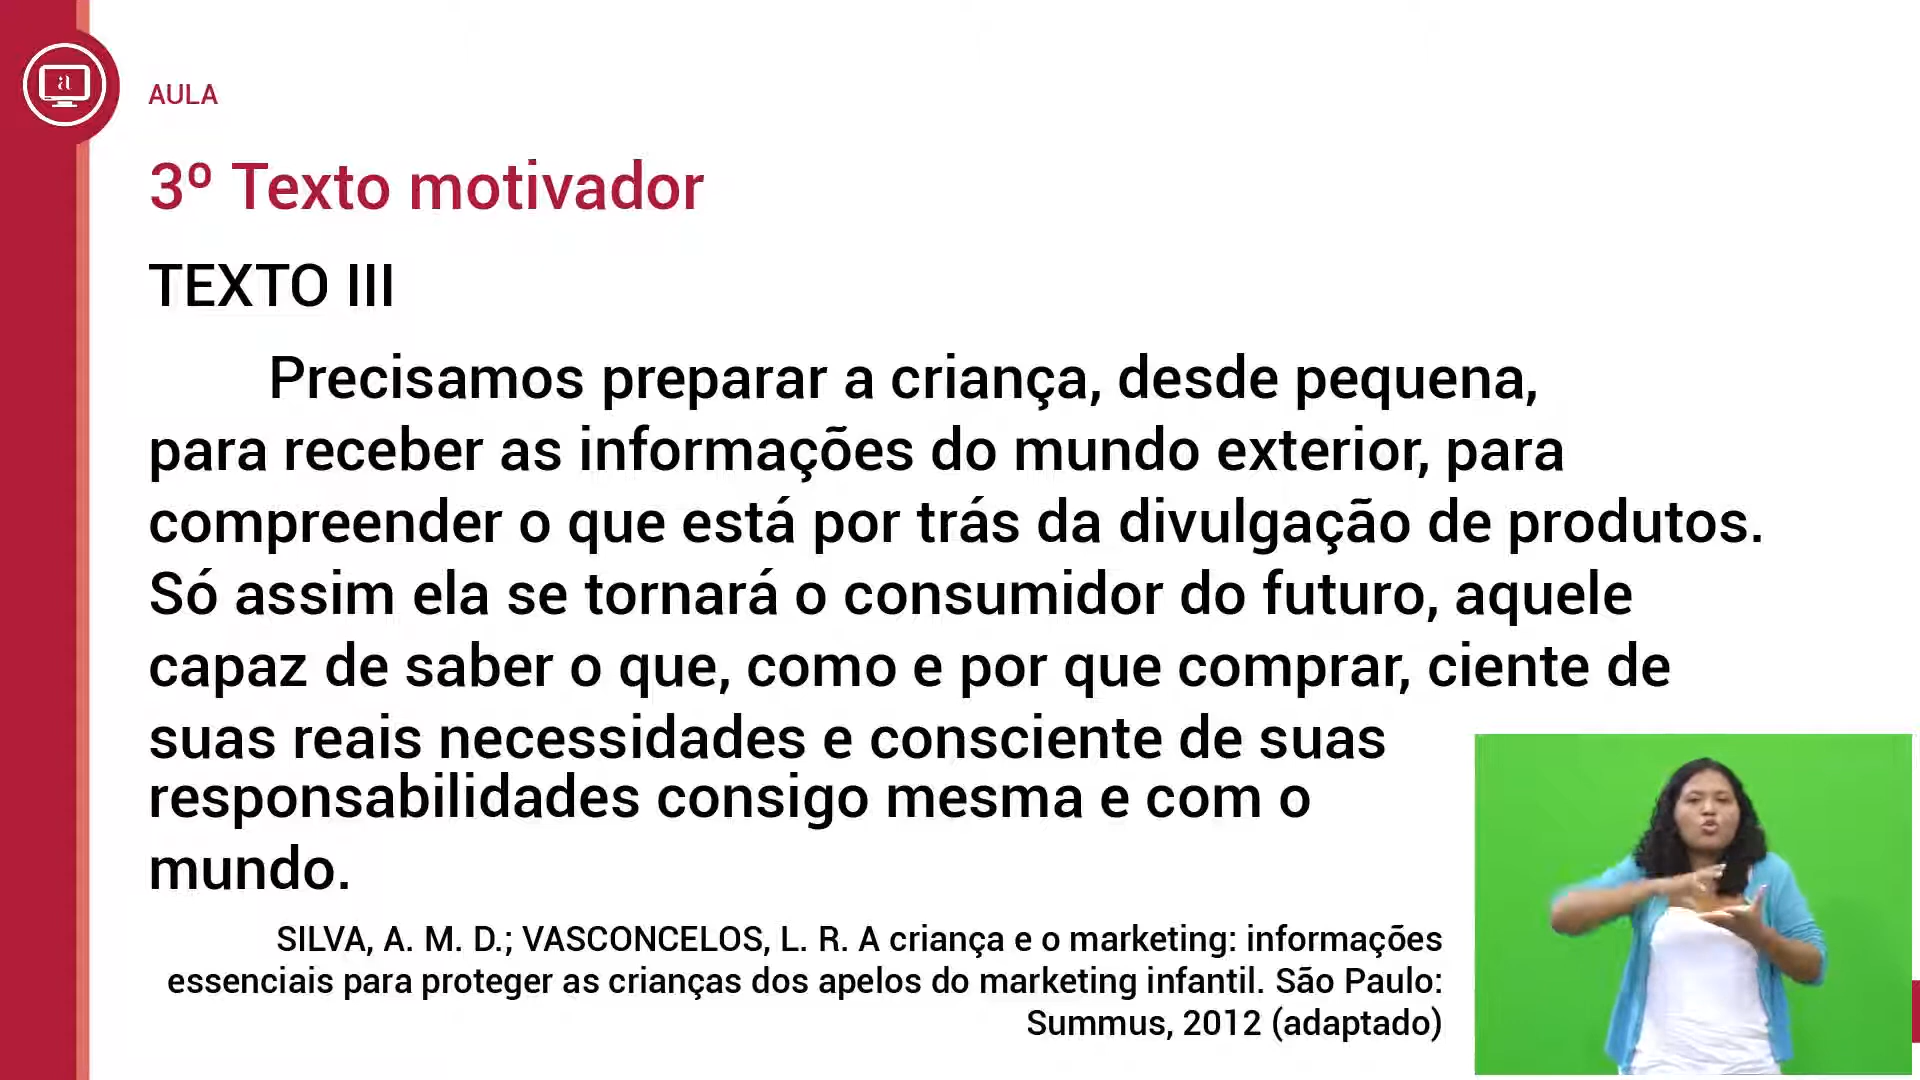 a
AULA
3º Texto motivador
TEXTO III
Precisamos preparar a criança, desde pequena,
para receber as informações do mundo exterior, para
compreender o que está por trás da divulgação de produtos.
Só assim ela se tornará o consumidor do futuro, aquele
capaz de saber o que, como e por que comprar, ciente de
suas reais necessidades e consciente de suas
responsabilidades consigo mesma e com o
mundo.
SILVA, A. M. D.; VASCONCELOS, L. R. A criança e o marketing: informações
essenciais para proteger as crianças dos apelos do marketing infantil. São Paulo:
Summus, 2012 (adaptado)